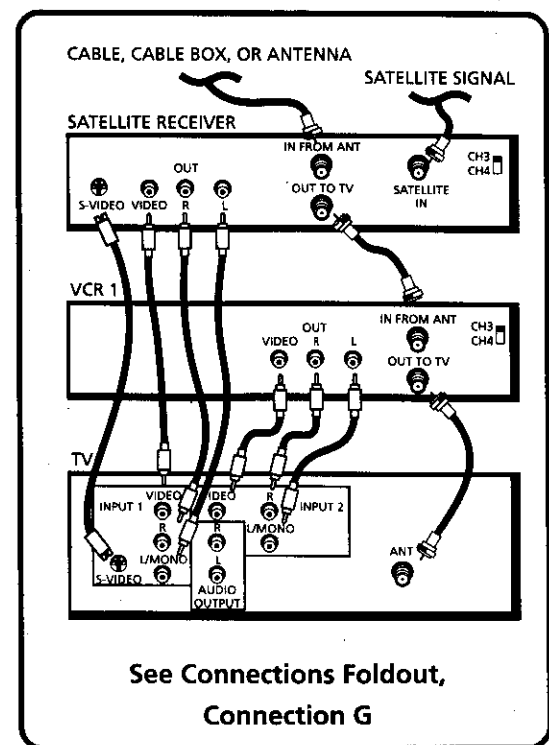 CABLE, CABLE BOX, OR ANTENNA
SATELLITE SIGNAL
SATELLITE RECEIVER
IN FROM ANT
OUT
CH3
CH4
S-VIDEO VIDEO R L
OUT TO TV
SATELLITE
IN
VCR 1
IN FROM ANT
OUT
CH3
CH4
VIDEO R L
OUT TO TV
TV
INPUT 1 VIDEO VIDEO R INPUT 2
R R L/MONO
L/MONO L
S-VIDEO
ANT
AUDIO
OUTPUT
See Connections Foldout,
Connection G